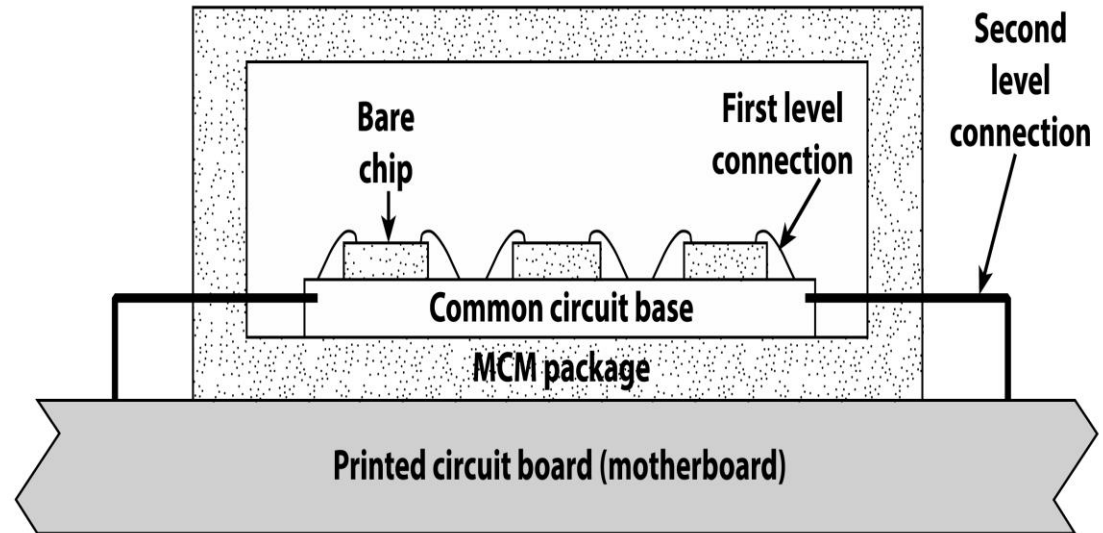 Second
level
connection
First level
connection
Bare
chip
Common circuit base
MCM package
Printed circuit board (motherboard)